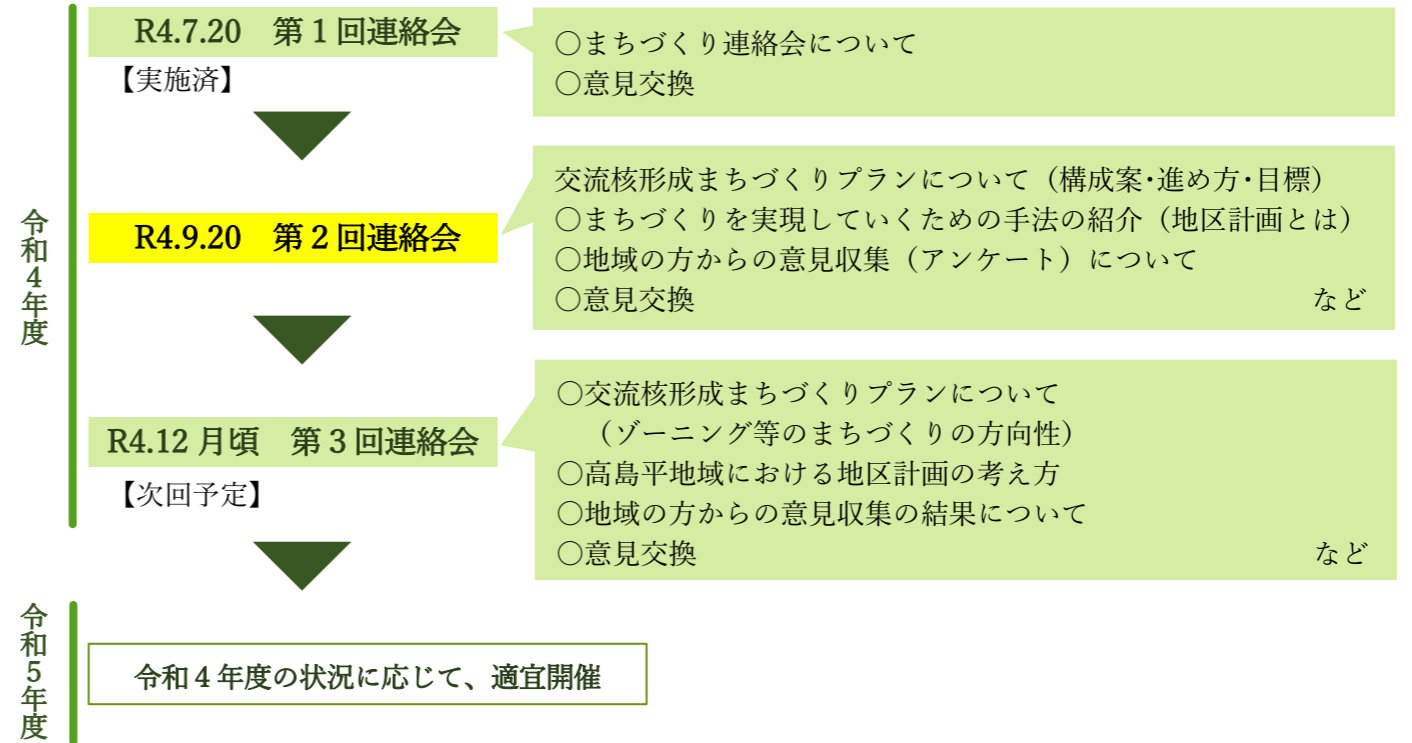 令和４年度
R4.7.20　第１回連絡会
【実施済】
○まちづくり連絡会について
○意見交換
R4.9.20　第２回連絡会
交流核形成まちづくりプランについて（構成案･進め方･目標）
○まちづくりを実現していくための手法の紹介（地区計画とは）
○地域の方からの意見収集（アンケート）について
○意見交換　など
R4.12 月頃　第３回連絡会
【次回予定】
○交流核形成まちづくりプランについて
（ゾーニング等のまちづくりの方向性）
○高島平地域における地区計画の考え方
○地域の方からの意見収集の結果について
○意見交換　など
令和５年度
令和４年度の状況に応じて、適宜開催